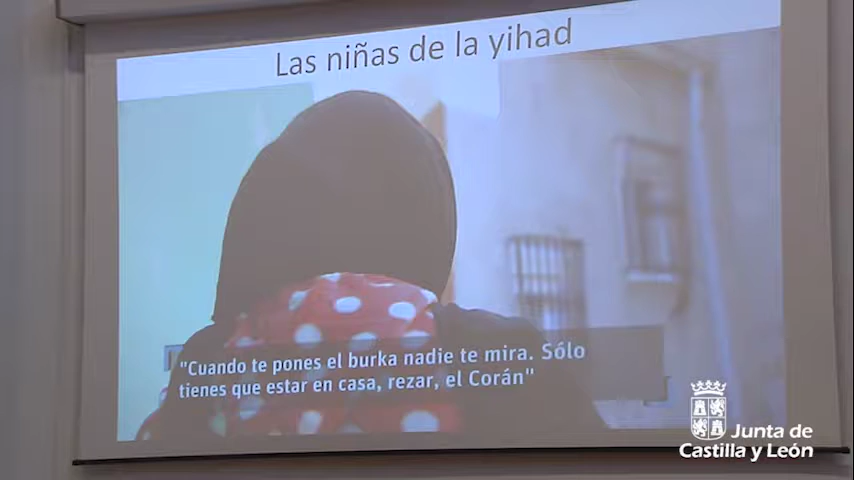 Las niñas de la yihad
"Cuando te pones el burka nadie te mira. Sólo
tienes que estar en casa, rezar, el Corán"
Junta de
Castilla y León